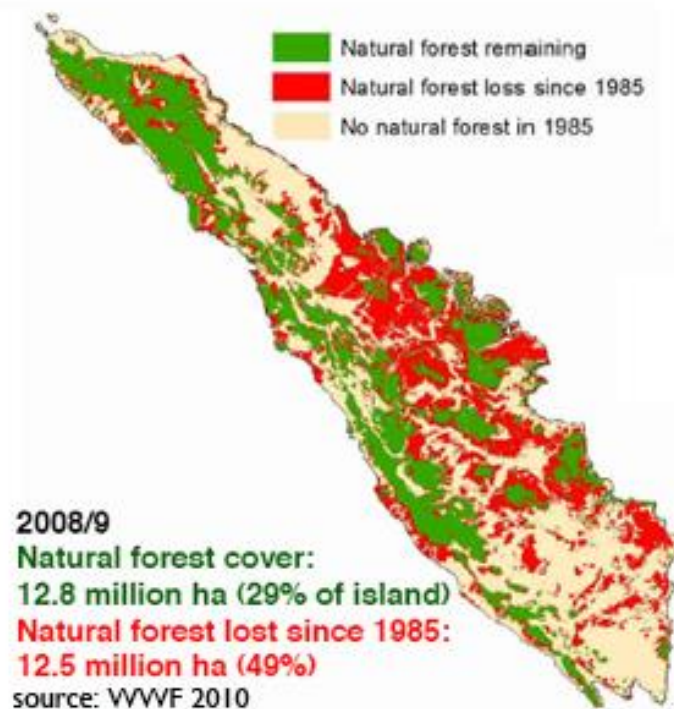 Natural forest remaining
Natural forest loss since 1985
No natural forest in 1985
2008/9
Natural forest cover:
12.8 million ha (29% of island)
Natural forest lost since 1985:
12.5 million ha (49%)
source: WWF 2010